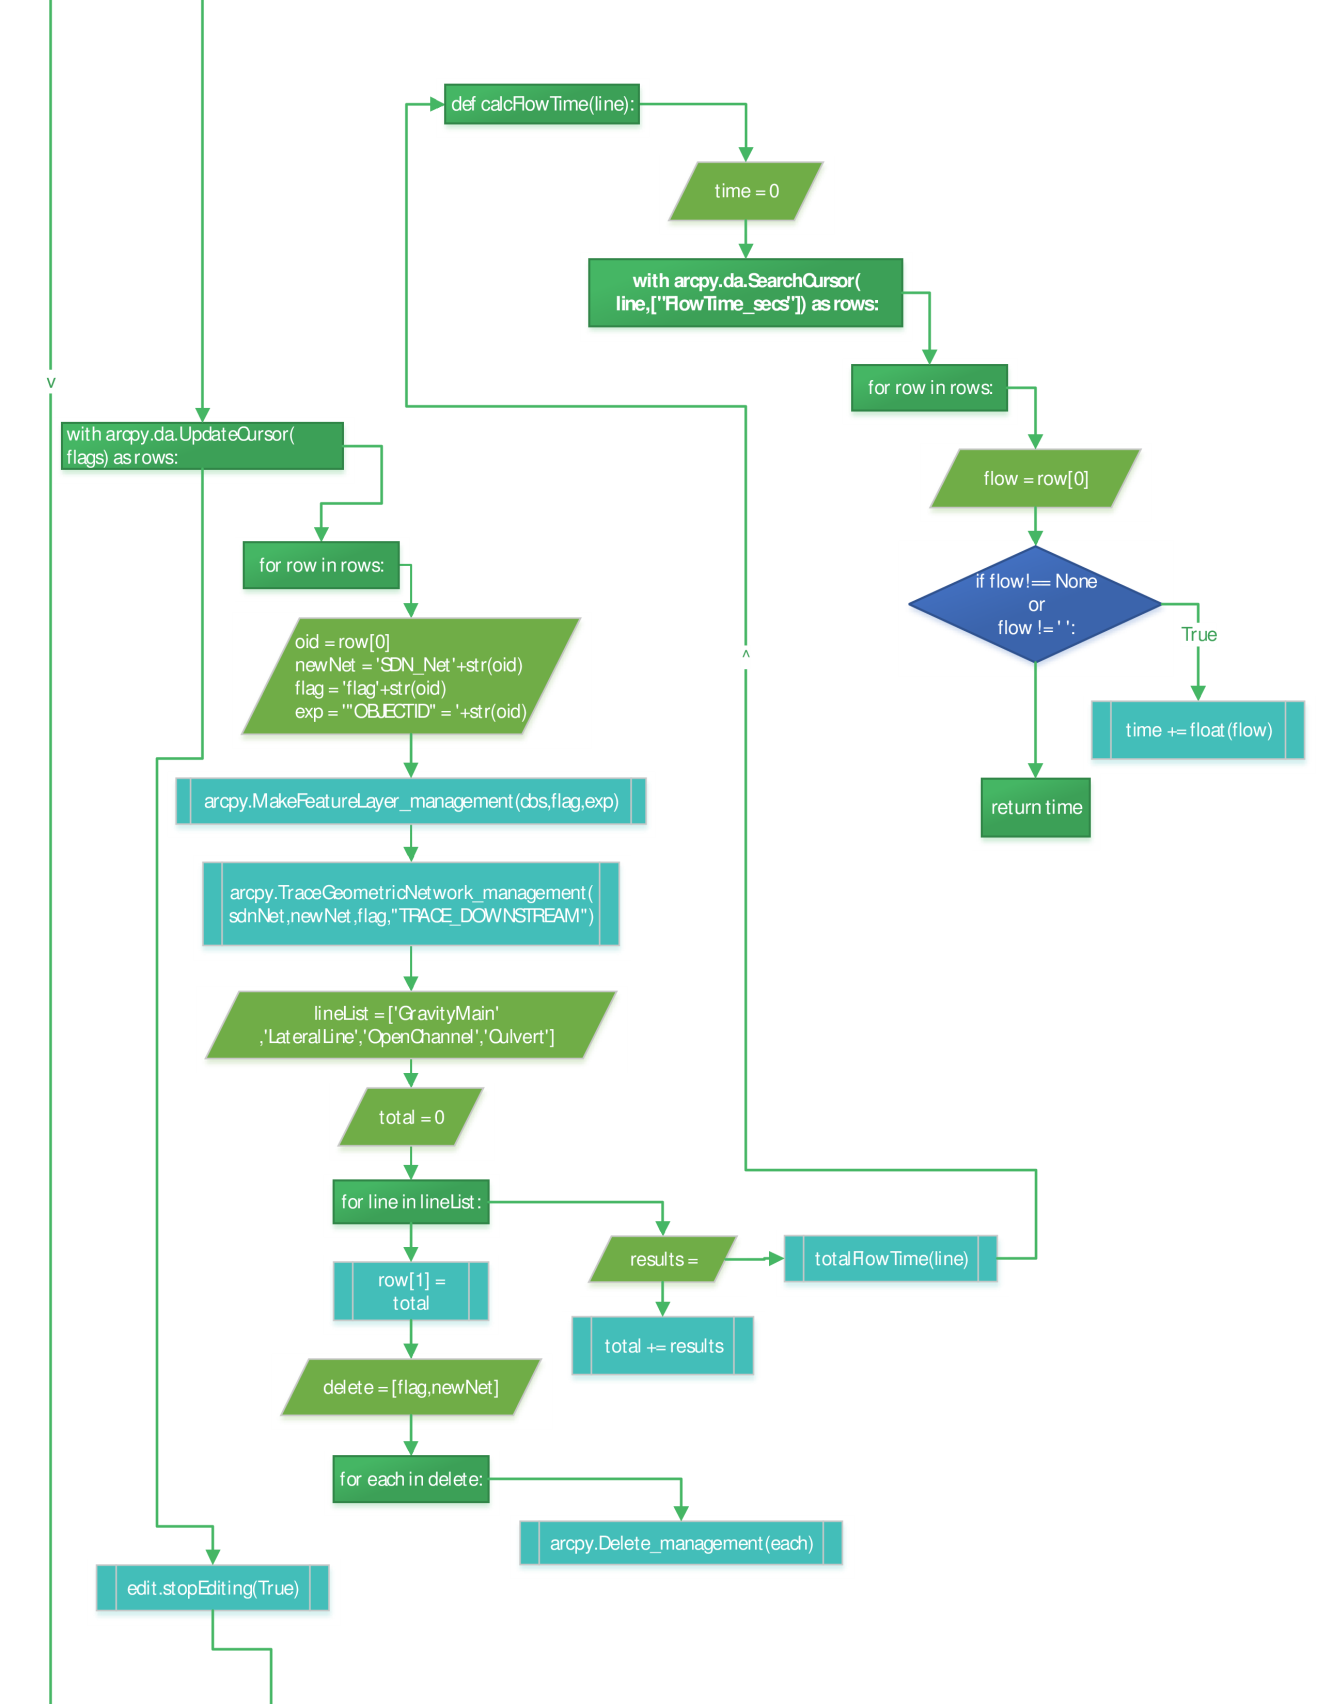 def calcFlowTime(line):
time = 0
with arcpy.da.SearchCursor(
line,["FlowTime_secs"]) as rows:
for row in rows:
flow = row[0]
if flow !== None
or
flow != ' ':
True
time += float(flow)
return time
v
with arcpy.da.UpdateCursor(
flags) as rows:
for row in rows:
oid = row[0]
newNet = 'SDN_Net'+str(oid)
flag = 'flag'+str(oid)
exp = '"OBJECTID" = '+str(oid)
^
arcpy.MakeFeatureLayer_management(cbs,flag,exp)
arcpy.TraceGeometricNetwork_management(
sdnNet,newNet,flag,"TRACE_DOWNSTREAM")
lineList = ['GravityMain'
,'Lateral Line','OpenChannel','Culvert']
total = 0
for line in lineList:
results =
totalFlowTime(line)
row[1] =
total
total += results
delete = [flag,newNet]
for each in delete:
arcpy.Delete_management(each)
edit.stopEditing(True)